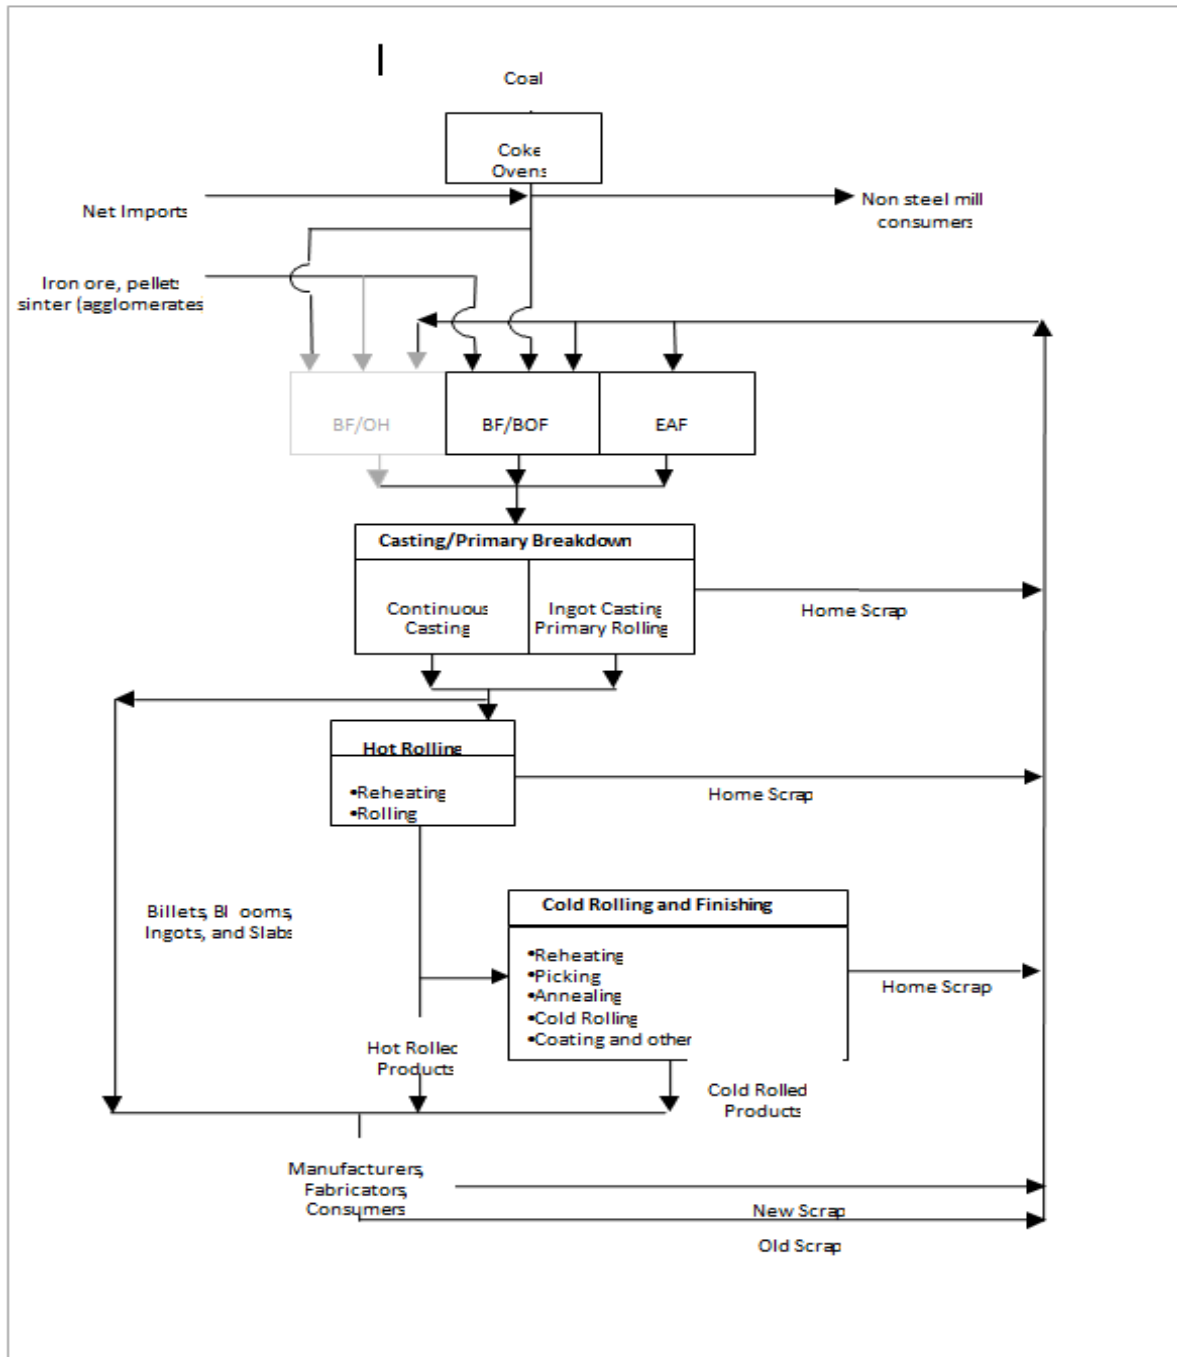 Coal
Coke
Ovens
Net Imports
Non steel mill
consumers
Iron ore, pellets
sinter (agglomerates
BF/OH
BF/BOF
EAF
Casting/Primary Breakdown
Continuous
Casting
Ingot Casting
Primary Rolling
Home Scrap
Hot Rolling
•Reheating
•Rolling
Home Scrap
Billets, Bl ooms,
Ingots, and Slabs
Cold Rolling and Finishing
•Reheating
•Picking
•Annealing
•Cold Rolling
•Coating and other
Home Scrap
Hot Rolled
Products
Cold Rolled
Products
Manufacturers,
Fabricators,
Consumers
New Scrap
Old Scrap